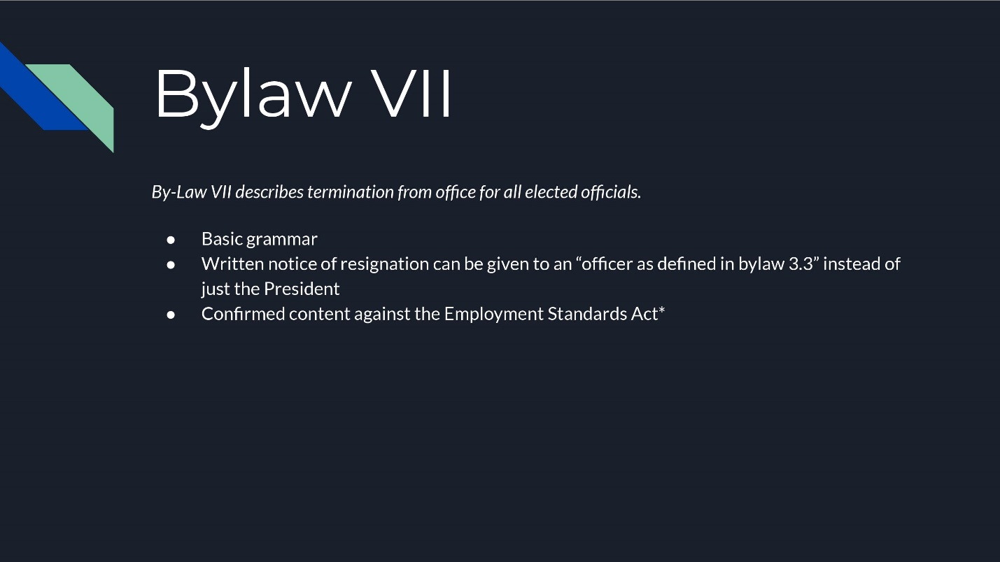 Bylaw VII
By-Law VII describes termination from office for all elected officials.
● Basic grammar
● Written notice of resignation can be given to an “officer as defined in bylaw 3.3” instead of
just the President
● Confirmed content against the Employment Standards Act*